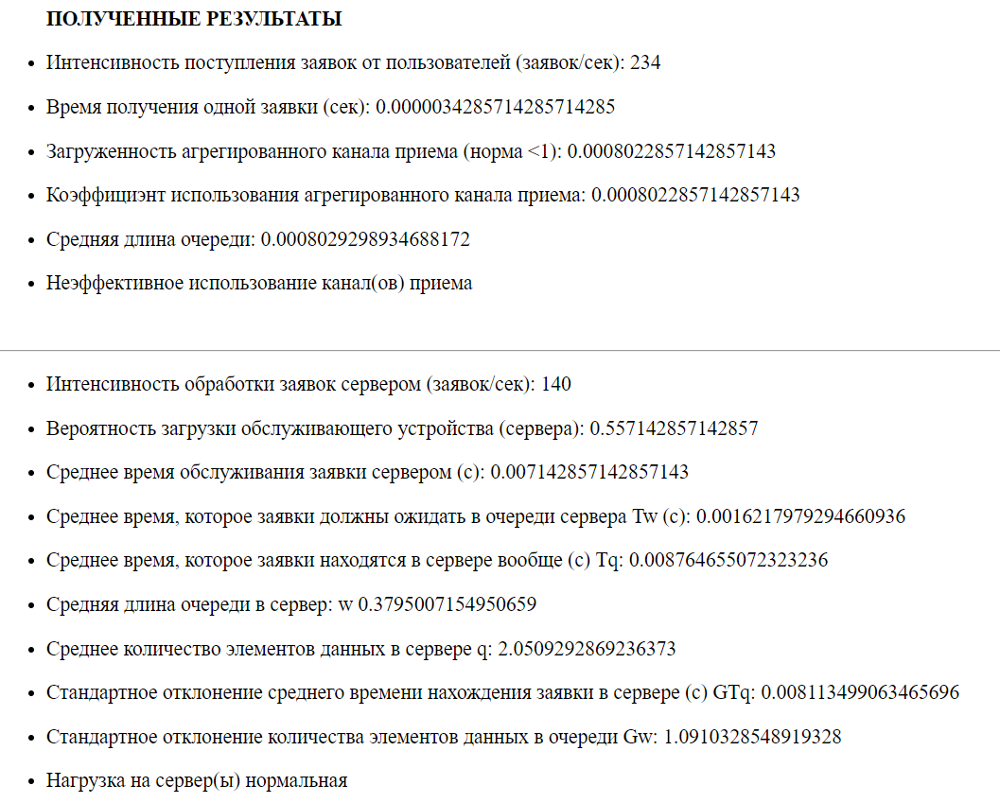 ПОЛУЧЕННЫЕ РЕЗУЛЬТАТЫ
• Интенсивность поступления заявок от пользователей (заявок/сек): 234
• Время получения одной заявки (сек): 0.0000034285714285714285
• Загруженность агрегированного канала приема (норма <1): 0.0008022857142857143
• Коэффициэнт использования агрегированного канала приема: 0.0008022857142857143
• Средняя длина очереди: 0.0008029298934688172
• Неэффективное использование канал(ов) приема
• Интенсивность обработки заявок сервером (заявок/сек): 140
• Вероятность загрузки обслуживающего устройства (сервера): 0.557142857142857
• Среднее время обслуживания заявки сервером (с): 0.007142857142857143
• Среднее время, которое заявки должны ожидать в очереди сервера Tw (с): 0.0016217979294660936
• Среднее время, которое заявки находятся в сервере вообще (с) Tq: 0.008764655072323236
• Средняя длина очереди в сервер: w 0.3795007154950659
• Среднее количество элементов данных в сервере q: 2.0509292869236373
• Стандартное отклонение среднего времени нахождения заявки в сервере (с) GTq: 0.008113499063465696
• Стандартное отклонение количества элементов данных в очереди Gw: 1.0910328548919328
• Нагрузка на сервер(ы) нормальная